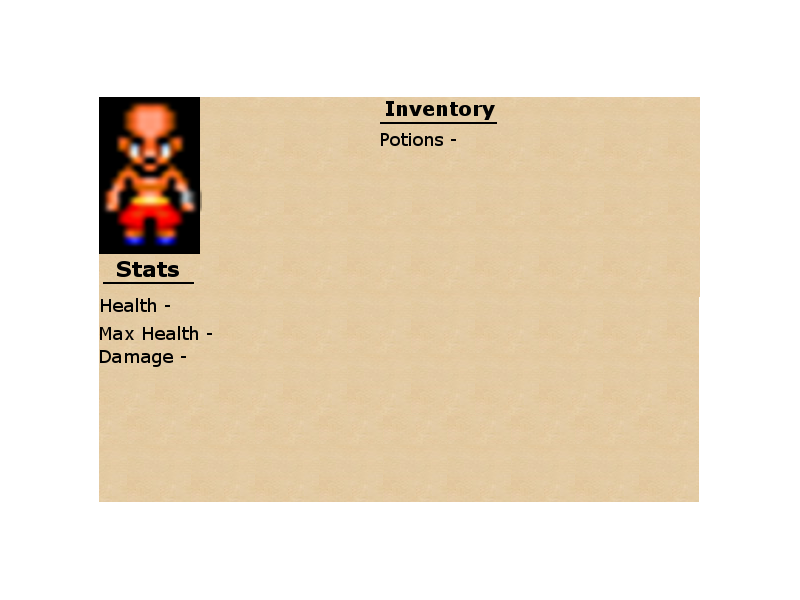 Inventory
Potions -
Stats
Health -
Max Health -
Damage -